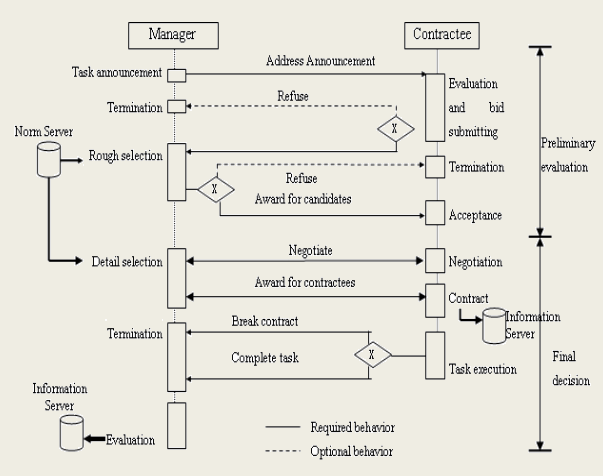 Manager
Contractee
Task announcement
Address Announcement
Evaluation
and bid
submitting
Termination
Refuse
X
Norm Server
Rough selection
Preliminary
evaluation
Termination
X
Refuse
Award for candidates
Acceptance
Negotiate
Detail selection
Negotiation
Award for contractees
Contract
Information
Server
Break contract
Termination
X
Complete task
Task execution
Final
decision
Information
Server
Evaluation
Required behavior
Optional behavior